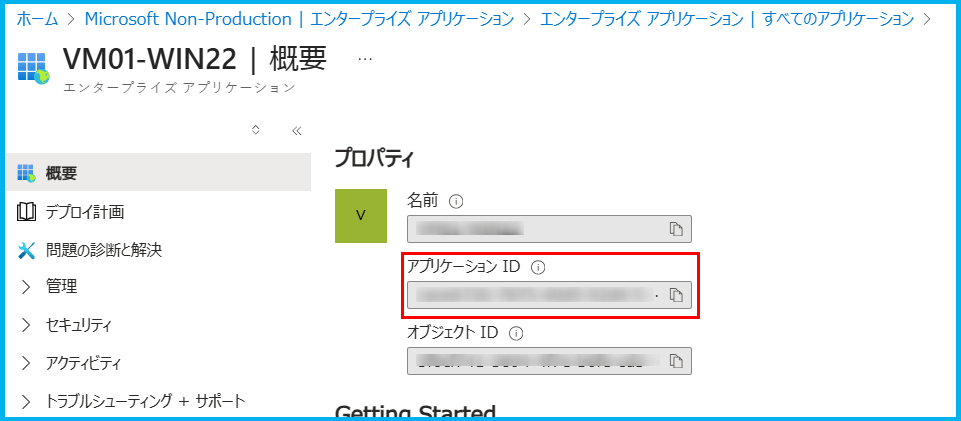 ホーム > Microsoft Non-Production | エンタープライズ アプリケーション > エンタープライズ アプリケーション | すべてのアプリケーション >
VM01-WIN22 | 概要 ...
エンタープライズ アプリケーション
概要
デプロイ計画
問題の診断と解決
管理
セキュリティ
アクティビティ
トラブルシューティング + サポート
プロパティ
V
名前
アプリケーション ID
オブジェクト ID
Getting Started